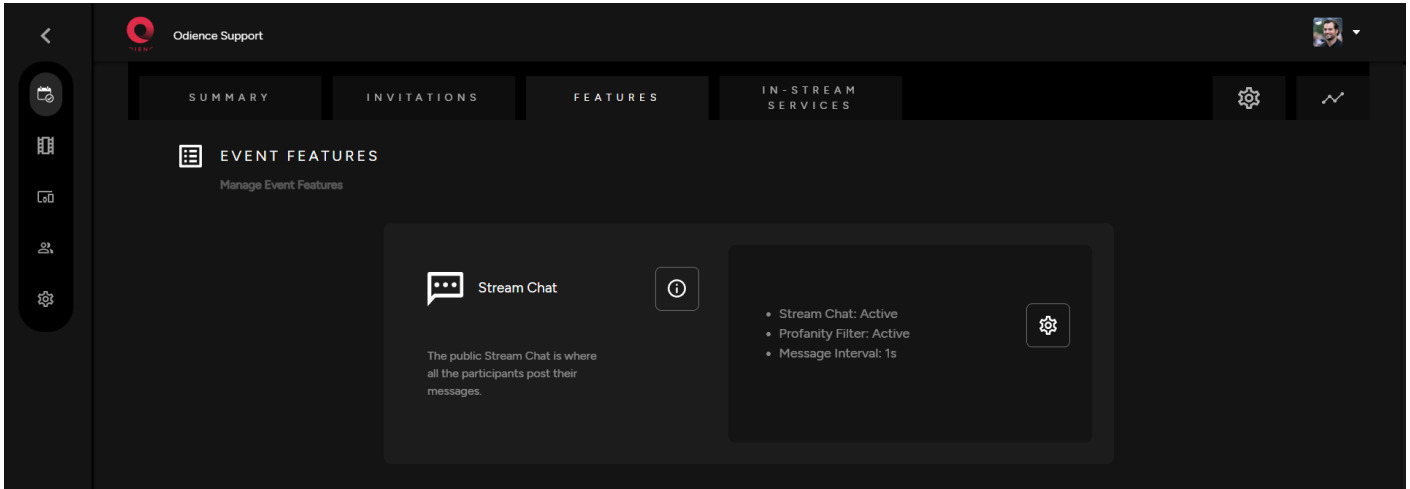 Odience Support
SUMMARY
INVITATIONS
FEATURES
IN-STREAM
SERVICES
EVENT FEATURES
Manage Event Features
Stream Chat
The public Stream Chat is where
all the participants post their
messages.
• Stream Chat: Active
• Profanity Filter: Active
• Message Interval: 1s